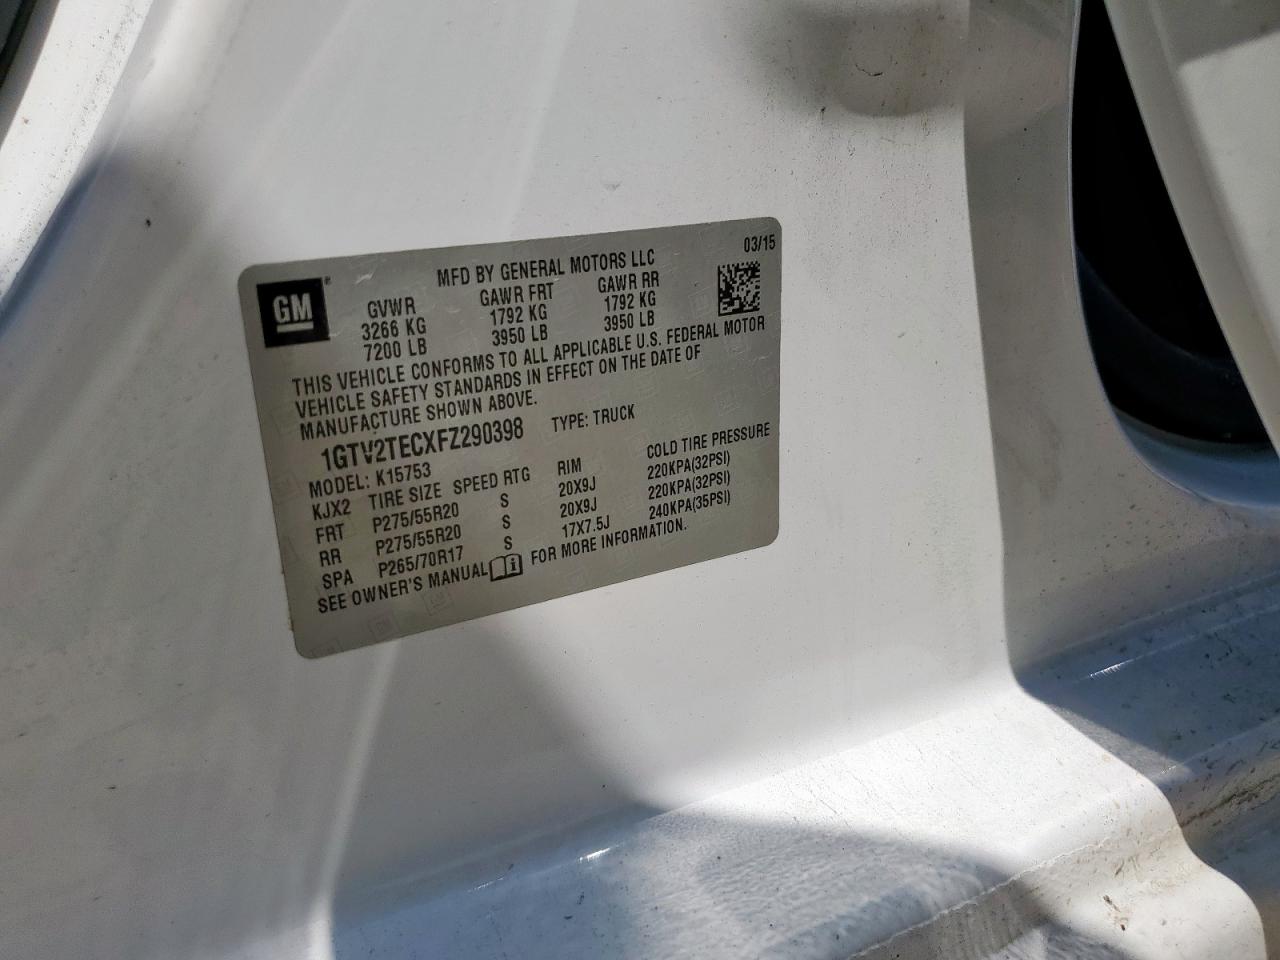 GM
MFD BY GENERAL MOTORS LLC 03/15
GVWR GAWR FRT GAWR RR
3266 KG 1792 KG 1792 KG
7200 LB 3950 LB 3950 LB
THIS VEHICLE CONFORMS TO ALL APPLICABLE U.S. FEDERAL MOTOR
VEHICLE SAFETY STANDARDS IN EFFECT ON THE DATE OF
MANUFACTURE SHOWN ABOVE.
1GTV2TECXFZ290398 TYPE: TRUCK
MODEL: K15753
KJX2 TIRE SIZE SPEED RTG RIM COLD TIRE PRESSURE
FRT P275/55R20 S 20X9J 220KPA(32PSI)
RR P275/55R20 S 20X9J 220KPA(32PSI)
SPA P265/70R17 S 17X7.5J 240KPA(35PSI)
SEE OWNER'S MANUAL FOR MORE INFORMATION.